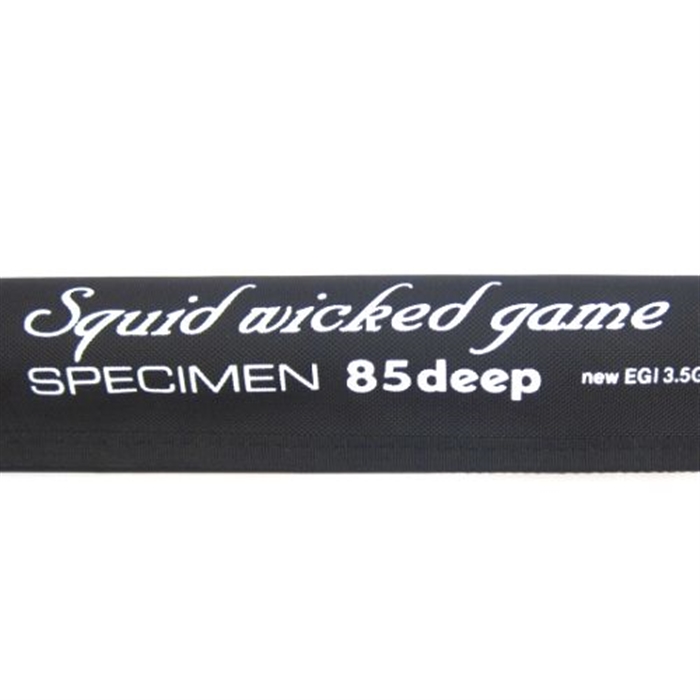 Squid wicked game
SPECIMEN 85deep new EGI 3.5G